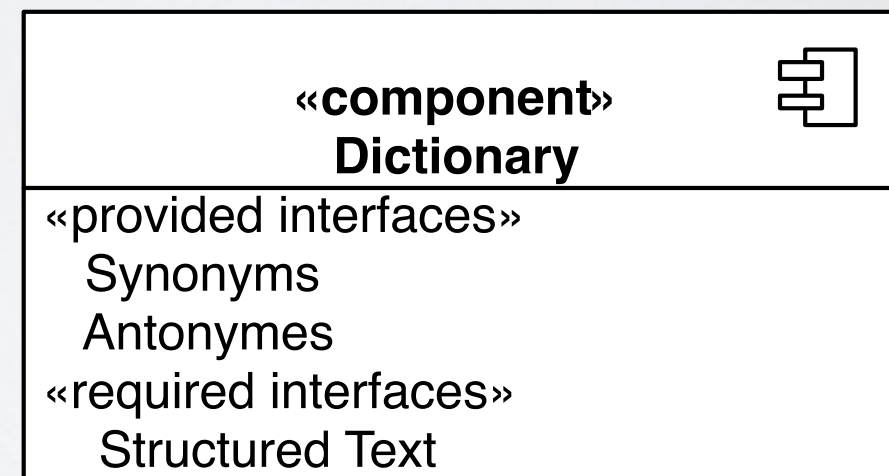 «component»
Dictionary
«provided interfaces»
Synonyms
Antonymes
«required interfaces»
Structured Text